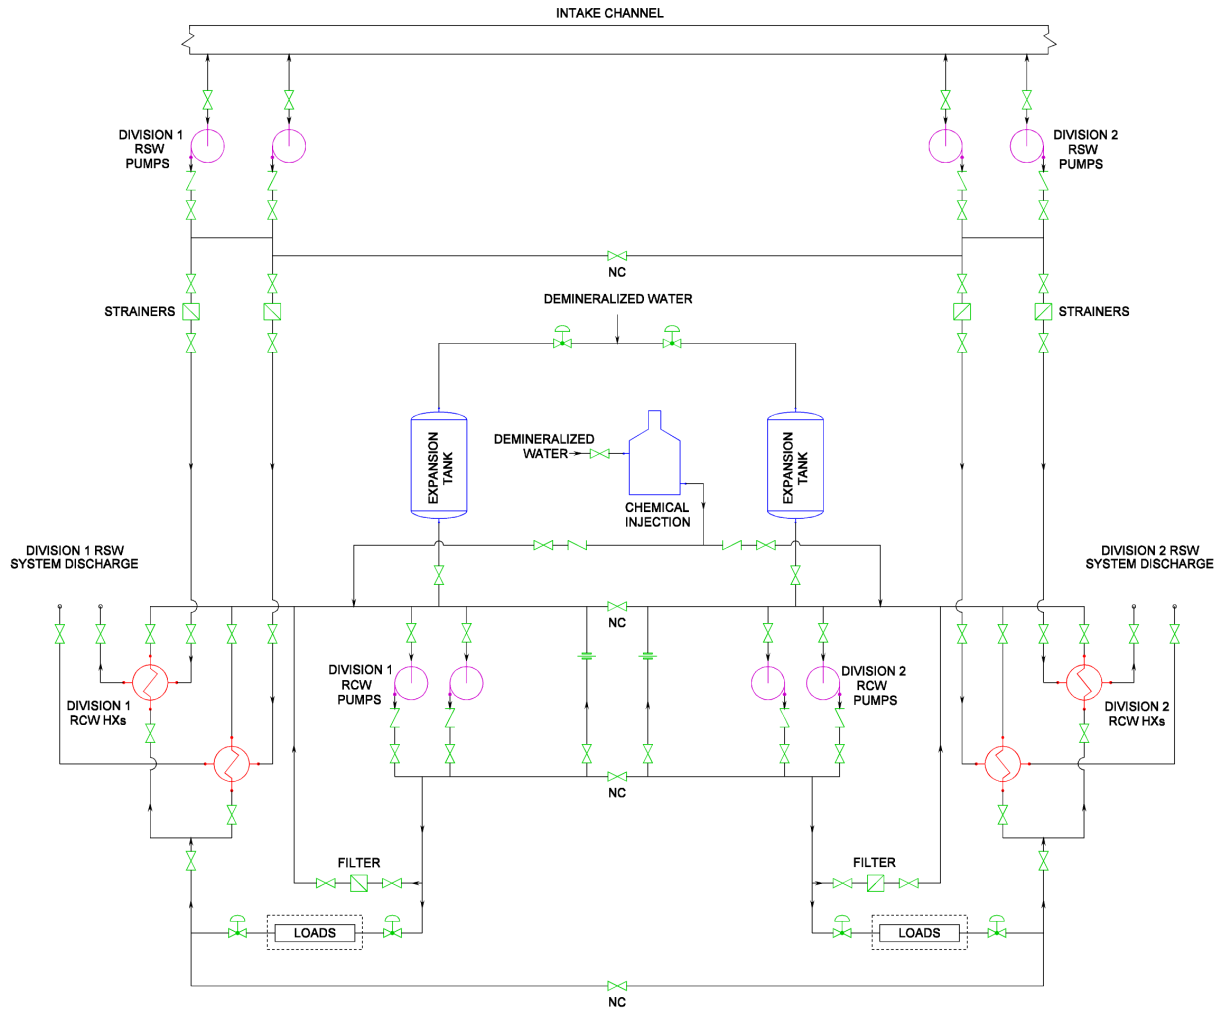 INTAKE CHANNEL
DIVISION 1
RSW
PUMPS
DIVISION 2
RSW
PUMPS
NC
DEMINERALIZED WATER
STRAINERS
STRAINERS
EXPANSION
TANK
DEMINERALIZED
WATER
CHEMICAL
INJECTION
EXPANSION
TANK
DIVISION 1 RSW
SYSTEM DISCHARGE
DIVISION 2 RSW
SYSTEM DISCHARGE
NC
DIVISION 1
RCW
PUMPS
DIVISION 2
RCW
PUMPS
DIVISION 1
RCW HXs
DIVISION 2
RCW HXs
NC
FILTER
FILTER
LOADS
LOADS
NC